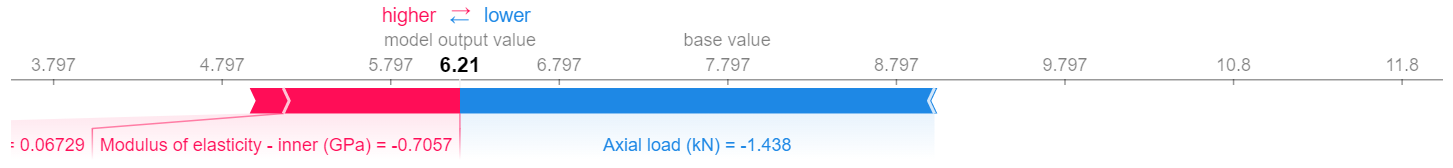 higher ⇄ lower
model output value base value
3.797 4.797 5.797 6.21 6.797 7.797 8.797 9.797 10.8 11.8
= 0.06729 Modulus of elasticity - inner (GPa) = -0.7057 Axial load (kN) = -1.438